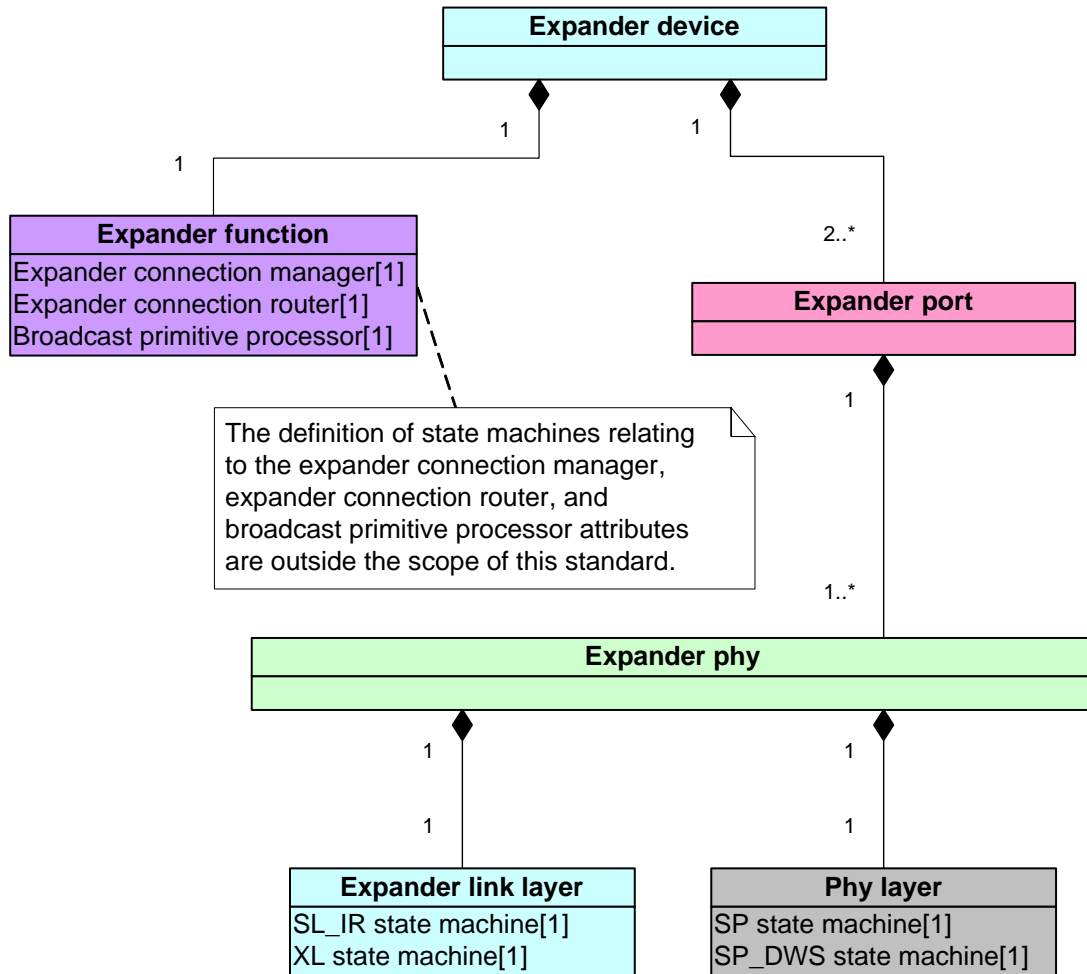 Expander device
1
1
1
Expander function
Expander connection manager[1]
Expander connection router[1]
Broadcast primitive processor[1]
2..*
Expander port
1
The definition of state machines relating
to the expander connection manager,
expander connection router, and
broadcast primitive processor attributes
are outside the scope of this standard.
1..*
Expander phy
1
1
1
1
Expander link layer
SL_IR state machine[1]
XL state machine[1]
Phy layer
SP state machine[1]
SP_DWS state machine[1]